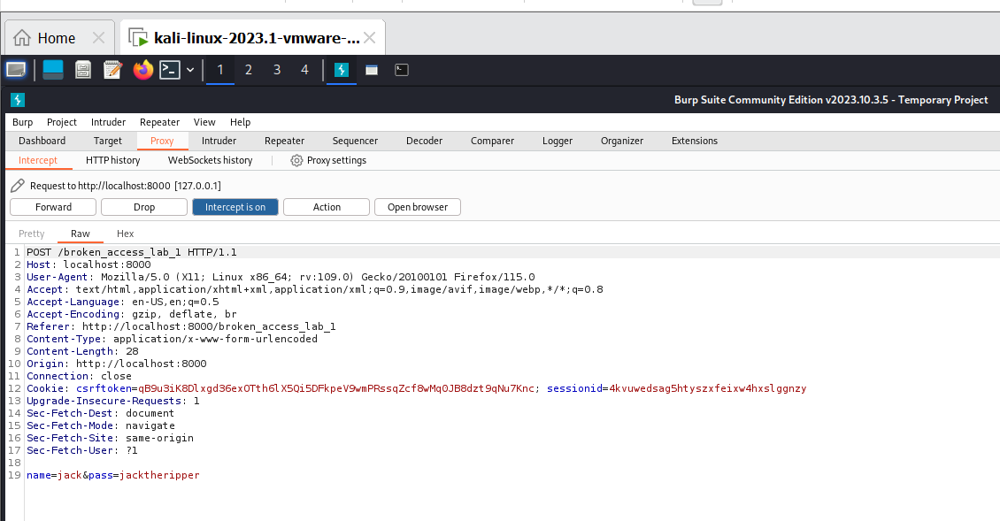 Home kali-linux-2023.1-vmware-...
1 2 3 4
Burp Suite Community Edition v2023.10.3.5 - Temporary Project
Burp Project Intruder Repeater View Help
Dashboard Target Proxy Intruder Repeater Sequencer Decoder Comparer Logger Organizer Extensions
Intercept HTTP history WebSockets history Proxy settings
Request to http://localhost:8000 [127.0.0.1]
Forward Drop Intercept is on Action Open browser
Pretty Raw Hex
1 POST /broken_access_lab_1 HTTP/1.1
2 Host: localhost:8000
3 User-Agent: Mozilla/5.0 (X11; Linux x86_64; rv:109.0) Gecko/20100101 Firefox/115.0
4 Accept: text/html,application/xhtml+xml,application/xml;q=0.9,image/avif,image/webp,*/*;q=0.8
5 Accept-Language: en-US,en;q=0.5
6 Accept-Encoding: gzip, deflate, br
7 Referer: http://localhost:8000/broken_access_lab_1
8 Content-Type: application/x-www-form-urlencoded
9 Content-Length: 28
10 Origin: http://localhost:8000
11 Connection: close
12 Cookie: csrftoken=qB9u3iK8Dlxgd36exOTth6lX5Qi5DFkpeV9wmPRssqZcf8wMq0JB8dzt9qNu7Knc; sessionid=4kvuwedsag5htyszxfeixw4hxslggnzy
13 Upgrade-Insecure-Requests: 1
14 Sec-Fetch-Dest: document
15 Sec-Fetch-Mode: navigate
16 Sec-Fetch-Site: same-origin
17 Sec-Fetch-User: ?1
18
19 name=jack&pass=jacktheripper